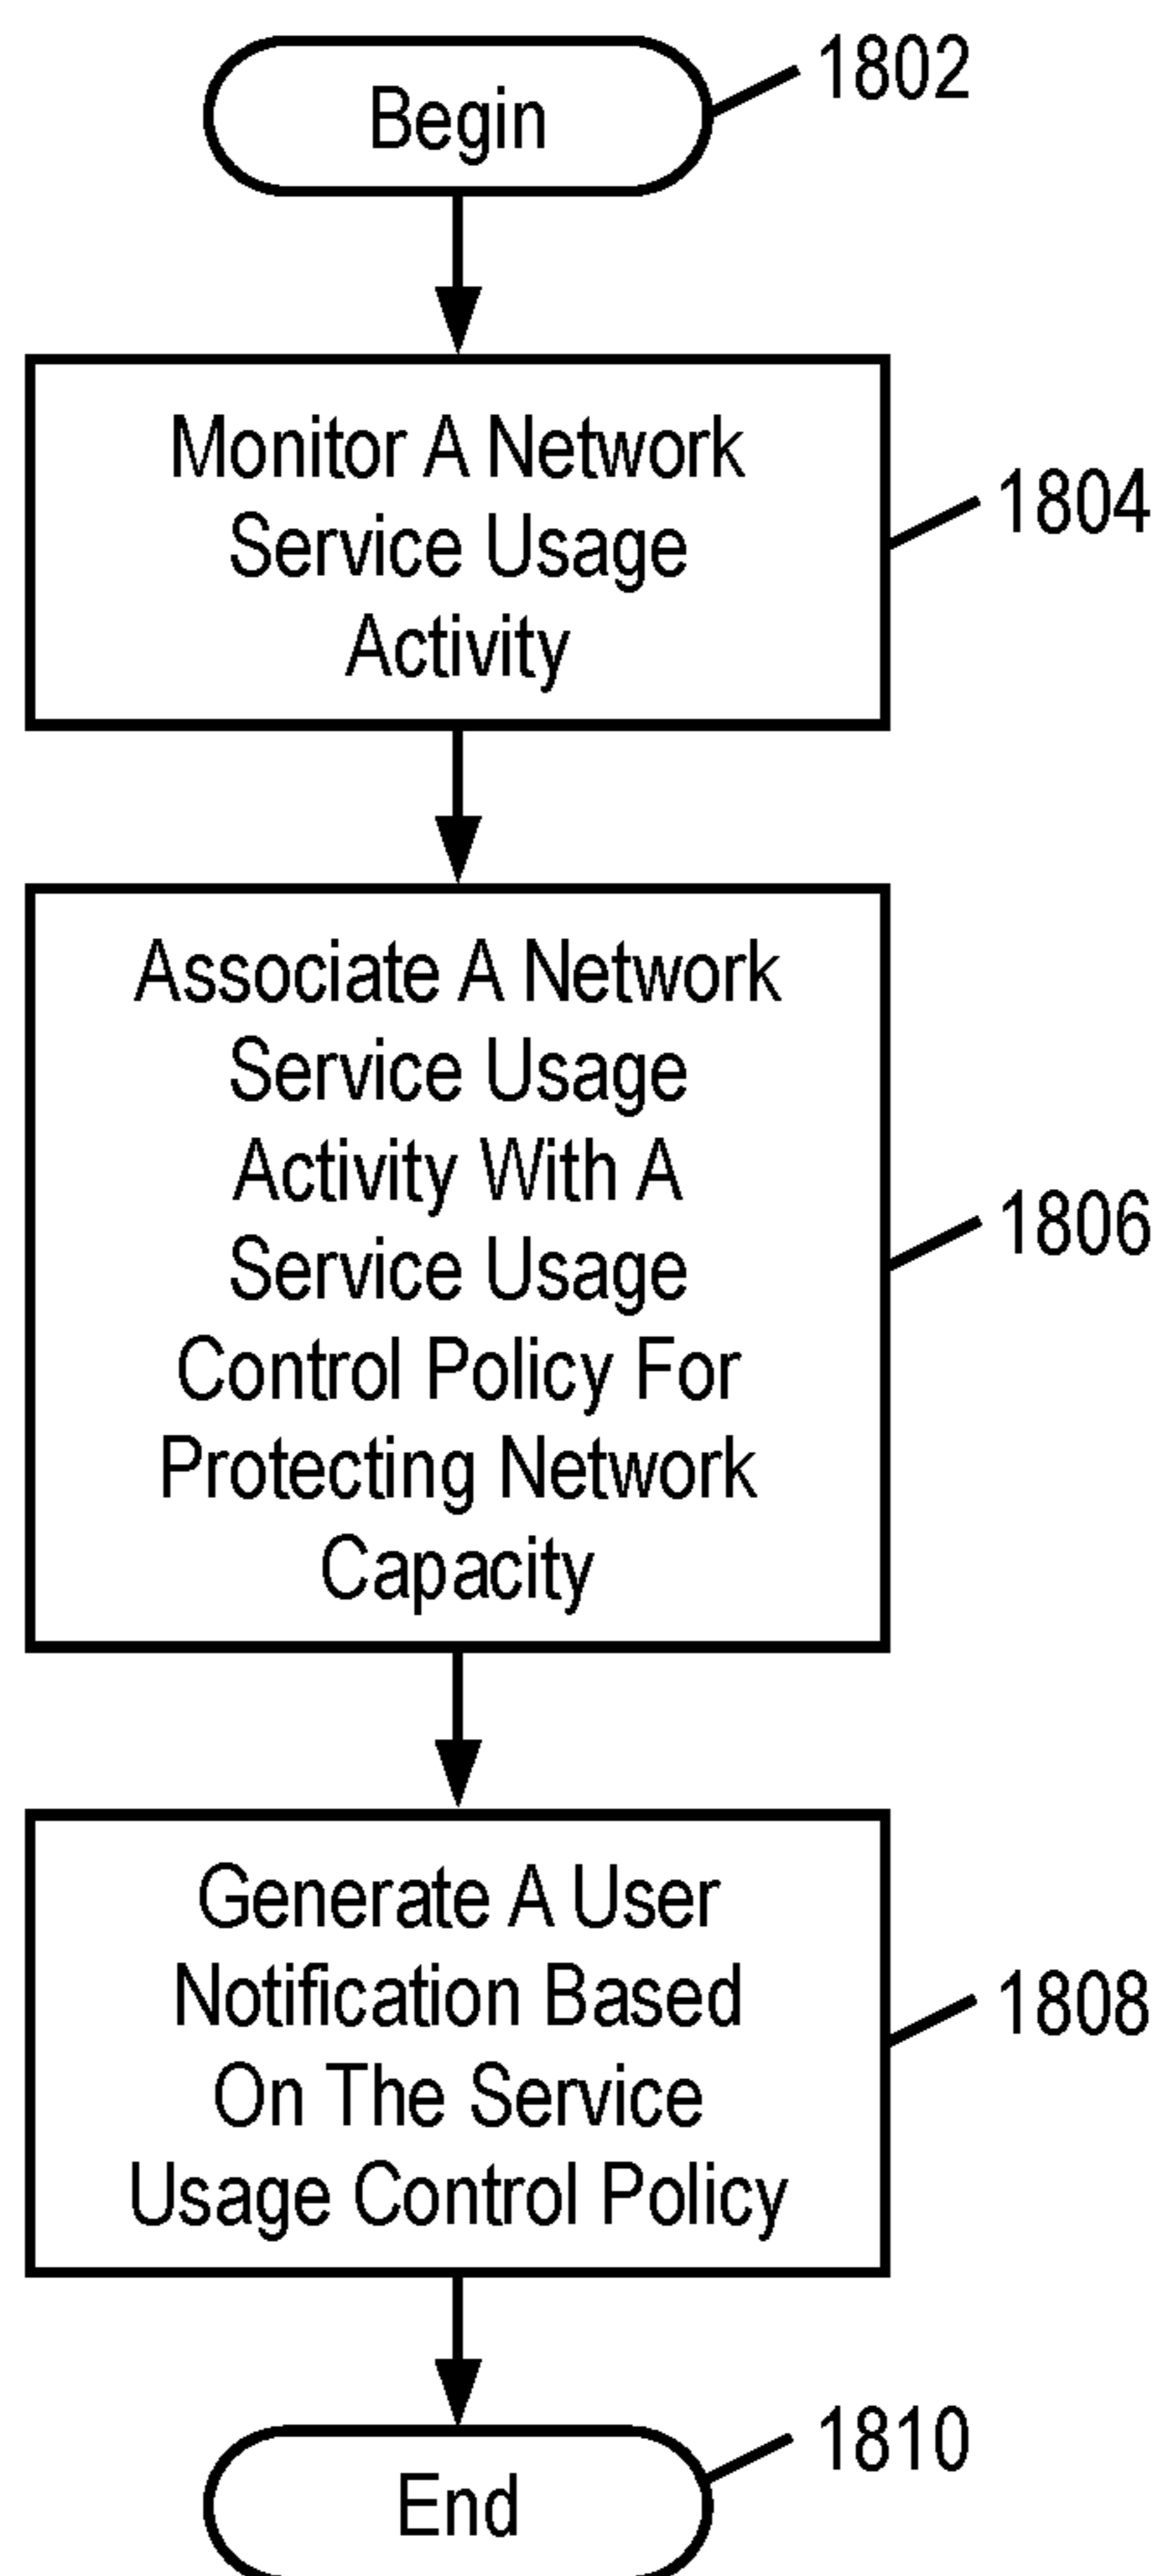 Begin
1802
Monitor A Network
Service Usage
Activity
1804
Associate A Network
Service Usage
Activity With A
Service Usage
Control Policy For
Protecting Network
Capacity
1806
Generate A User
Notification Based
On The Service
Usage Control Policy
1808
End
1810